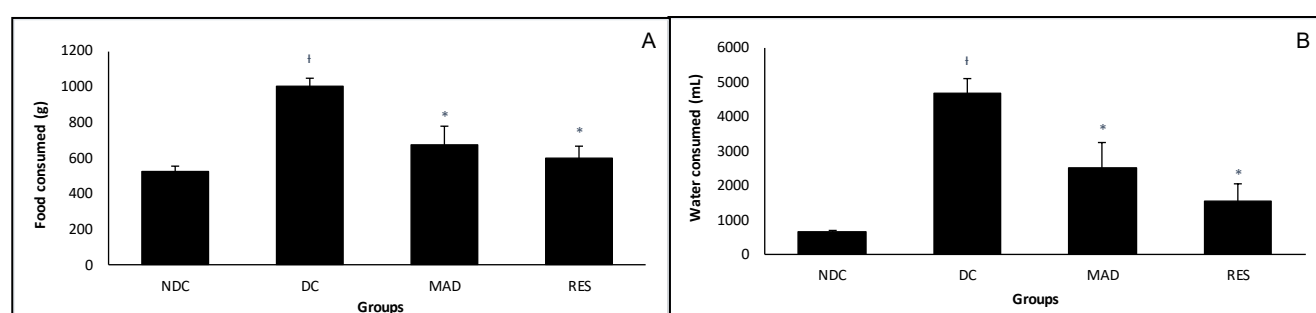 A
Food consumed (g)
1200
1000
800
600
400
200
0
ƚ
*
*
NDC DC MAD RES
Groups
B
Water consumed (mL)
6000
5000
4000
3000
2000
1000
0
ƚ
*
*
NDC DC MAD RES
Groups